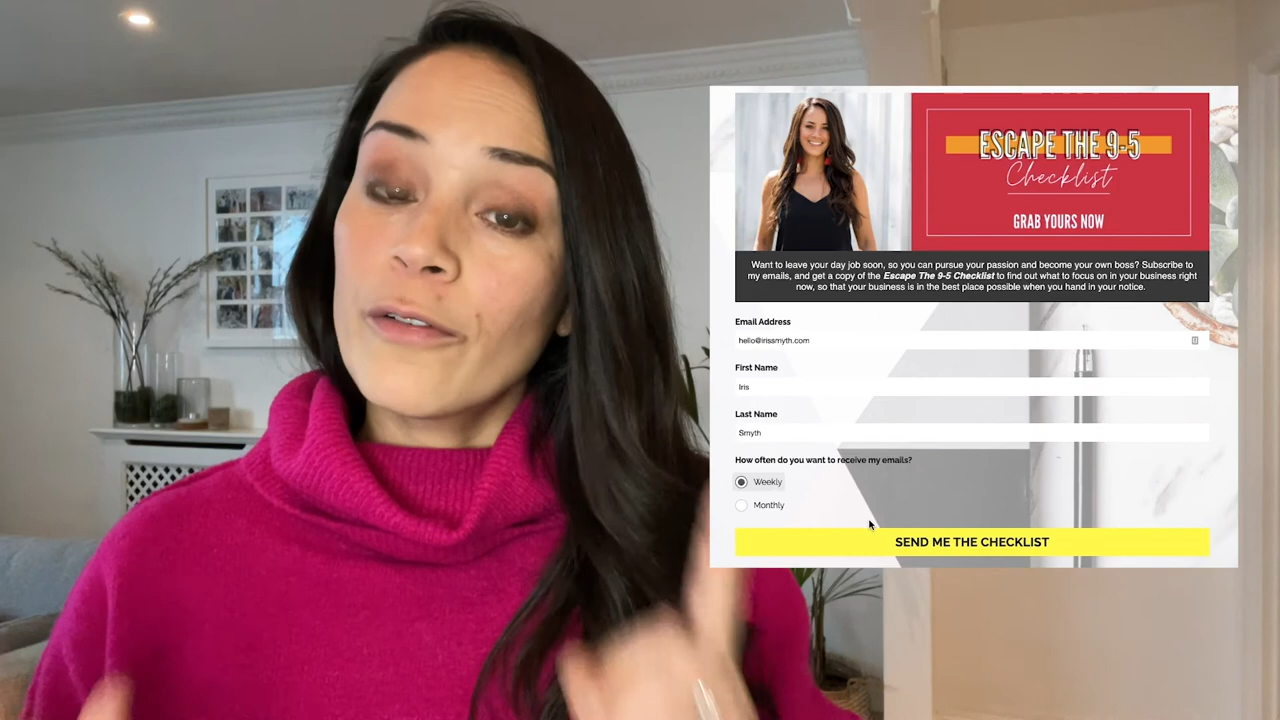 ESCAPE THE 9-5
Checklist
GRAB YOURS NOW
Want to leave your day job soon, so you can pursue your passion and become your own boss? Subscribe to
my emails, and get a copy of the Escape The 9-5 Checklist to find out what to focus on in your business right
now, so that your business is in the best place possible when you hand in your notice.
Email Address
hello@irissmyth.com
First Name
Iris
Last Name
Smyth
How often do you want to receive my emails?
Weekly
Monthly
SEND ME THE CHECKLIST